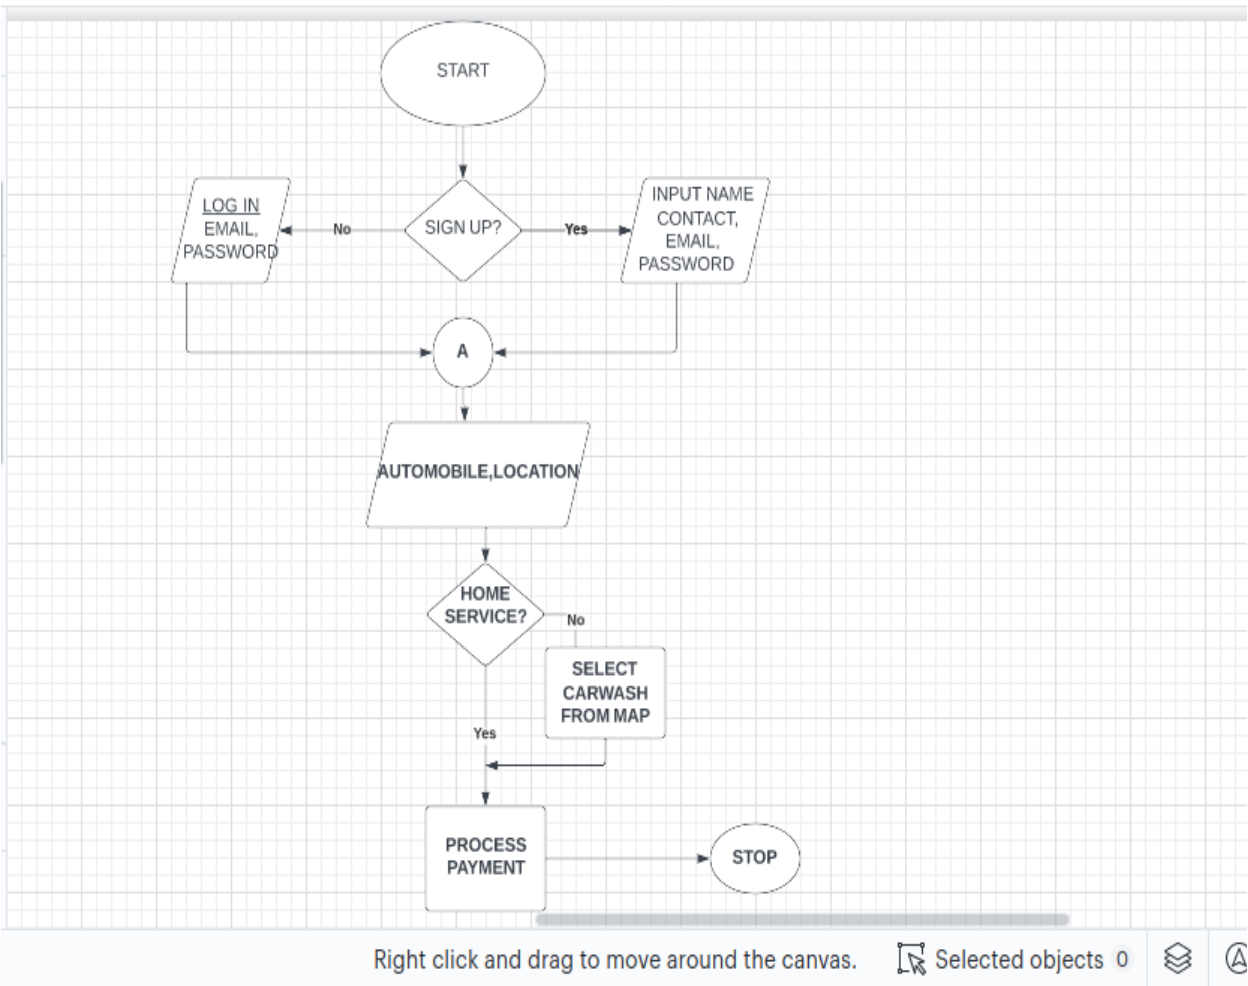 START
SIGN UP?
No
Yes
LOG IN
EMAIL,
PASSWORD
INPUT NAME
CONTACT,
EMAIL,
PASSWORD
A
AUTOMOBILE,LOCATION
HOME
SERVICE?
No
SELECT
CARWASH
FROM MAP
Yes
PROCESS
PAYMENT
STOP
Right click and drag to move around the canvas.
Selected objects 0